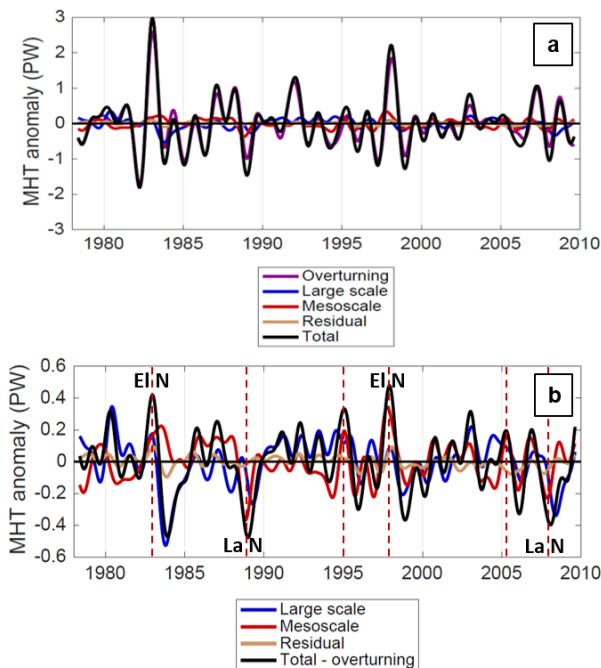 3
2
1
0
-1
-2
-3
MHT anomaly (PW)
a
1980 1985 1990 1995 2000 2005 2010
Overturning
Large scale
Mesoscale
Residual
Total
0.6
0.4
0.2
0
-0.2
-0.4
-0.6
MHT anomaly (PW)
El N
El N
b
La N
La N
1980 1985 1990 1995 2000 2005 2010
Large scale
Mesoscale
Residual
Total - overturning